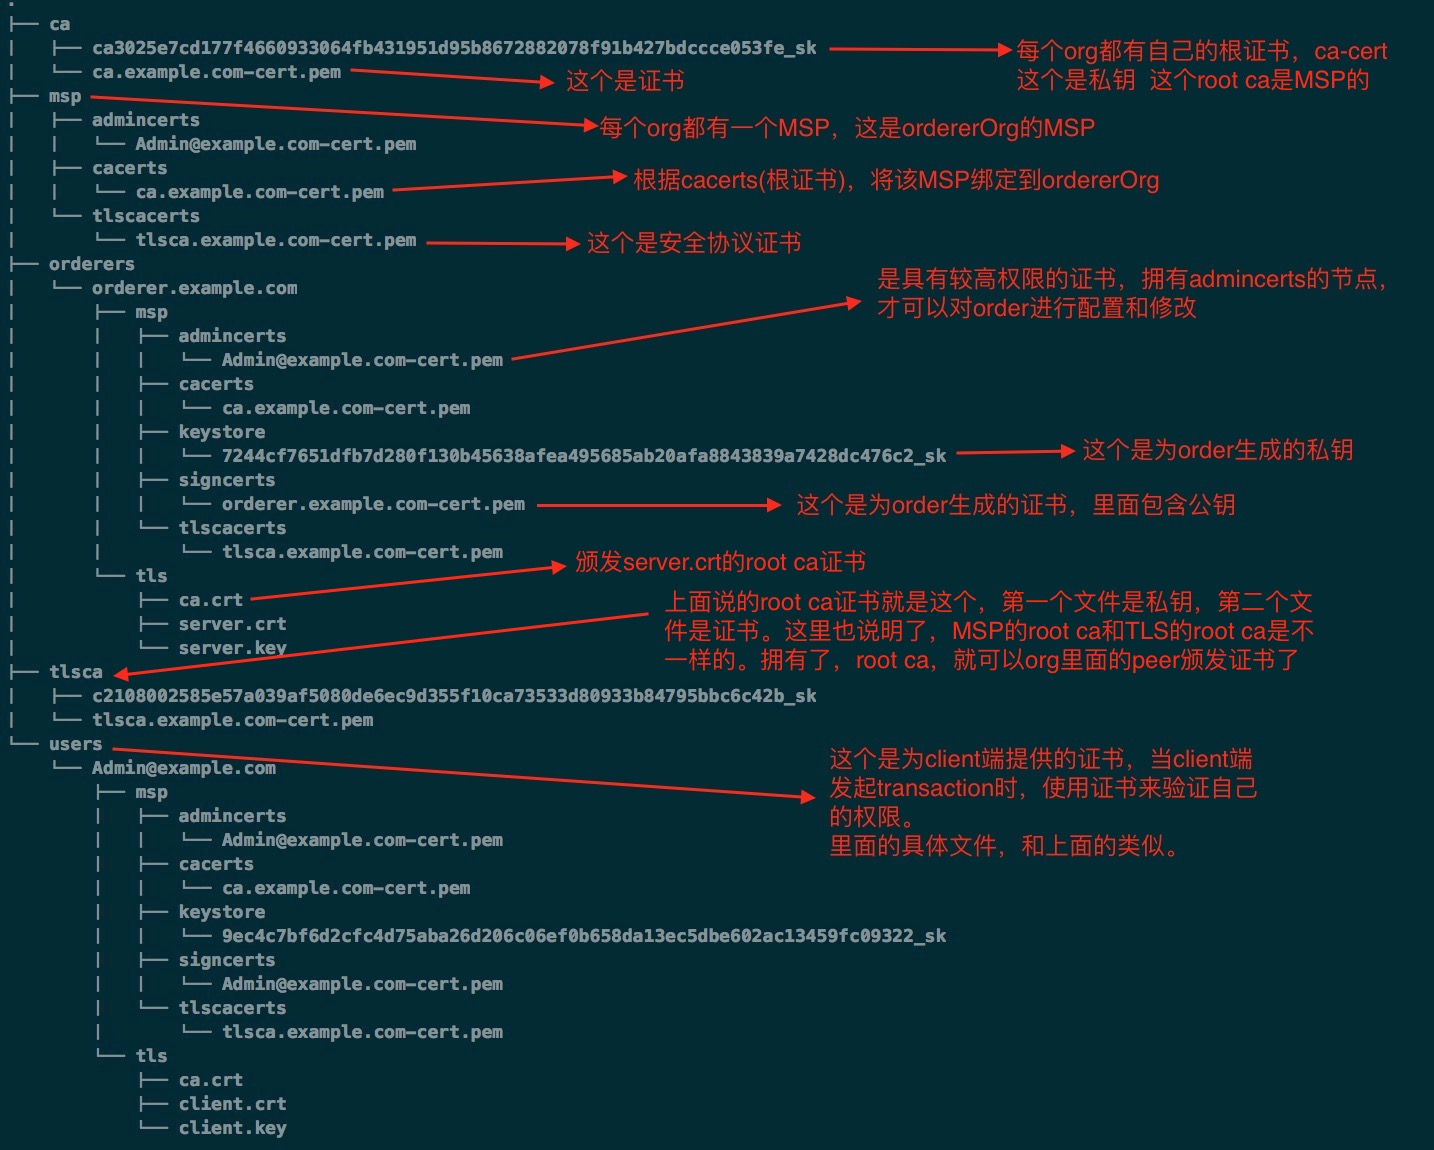 .
├── ca
│   ├── ca3025e7cd177f4660933064fb431951d95b8672882078f91b427bdccce053fe_sk 每个org都有自己的根证书，ca-cert
这个是私钥 这个root ca是MSP的
│   └── ca.example.com-cert.pem 这个是证书
├── msp
│   ├── admincerts 每个org都有一个MSP，这是ordererOrg的MSP
│   │   └── Admin@example.com-cert.pem
│   ├── cacerts
│   │   └── ca.example.com-cert.pem 根据cacerts(根证书)，将该MSP绑定到ordererOrg
│   └── tlscacerts
│       └── tlsca.example.com-cert.pem 这个是安全协议证书
├── orderers
│   └── orderer.example.com 是具有较高权限的证书，拥有admincerts的节点，
才可以对order进行配置和修改
│       ├── msp
│       │   ├── admincerts
│       │   │   └── Admin@example.com-cert.pem
│       │   ├── cacerts
│       │   │   └── ca.example.com-cert.pem
│       │   ├── keystore
│       │   │   └── 7244cf7651dfb7d280f130b45638afea495685ab20afa8843839a7428dc476c2_sk 这个是为order生成的私钥
│       │   ├── signcerts
│       │   │   └── orderer.example.com-cert.pem 这个是为order生成的证书，里面包含公钥
│       │   └── tlscacerts
│       │       └── tlsca.example.com-cert.pem
│       └── tls 颁发server.crt的root ca证书
│           ├── ca.crt
│           ├── server.crt
│           └── server.key
上面说的root ca证书就是这个，第一个文件是私钥，第二个文
件是证书。这里也说明了，MSP的root ca和TLS的root ca是不
一样的。拥有了，root ca，就可以org里面的peer颁发证书了
├── tlsca
│   ├── c2108002585e57a039af5080de6ec9d355f10ca73533d80933b84795bbc6c42b_sk
│   └── tlsca.example.com-cert.pem
└── users
这个是为client端提供的证书，当client端
发起transaction时，使用证书来验证自己
的权限。
里面的具体文件，和上面的类似。
    └── Admin@example.com
        ├── msp
        │   ├── admincerts
        │   │   └── Admin@example.com-cert.pem
        │   ├── cacerts
        │   │   └── ca.example.com-cert.pem
        │   ├── keystore
        │   │   └── 9ec4c7bf6d2cfc4d75aba26d206c06ef0b658da13ec5dbe602ac13459fc09322_sk
        │   ├── signcerts
        │   │   └── Admin@example.com-cert.pem
        │   └── tlscacerts
        │       └── tlsca.example.com-cert.pem
        └── tls
            ├── ca.crt
            ├── client.crt
            └── client.key